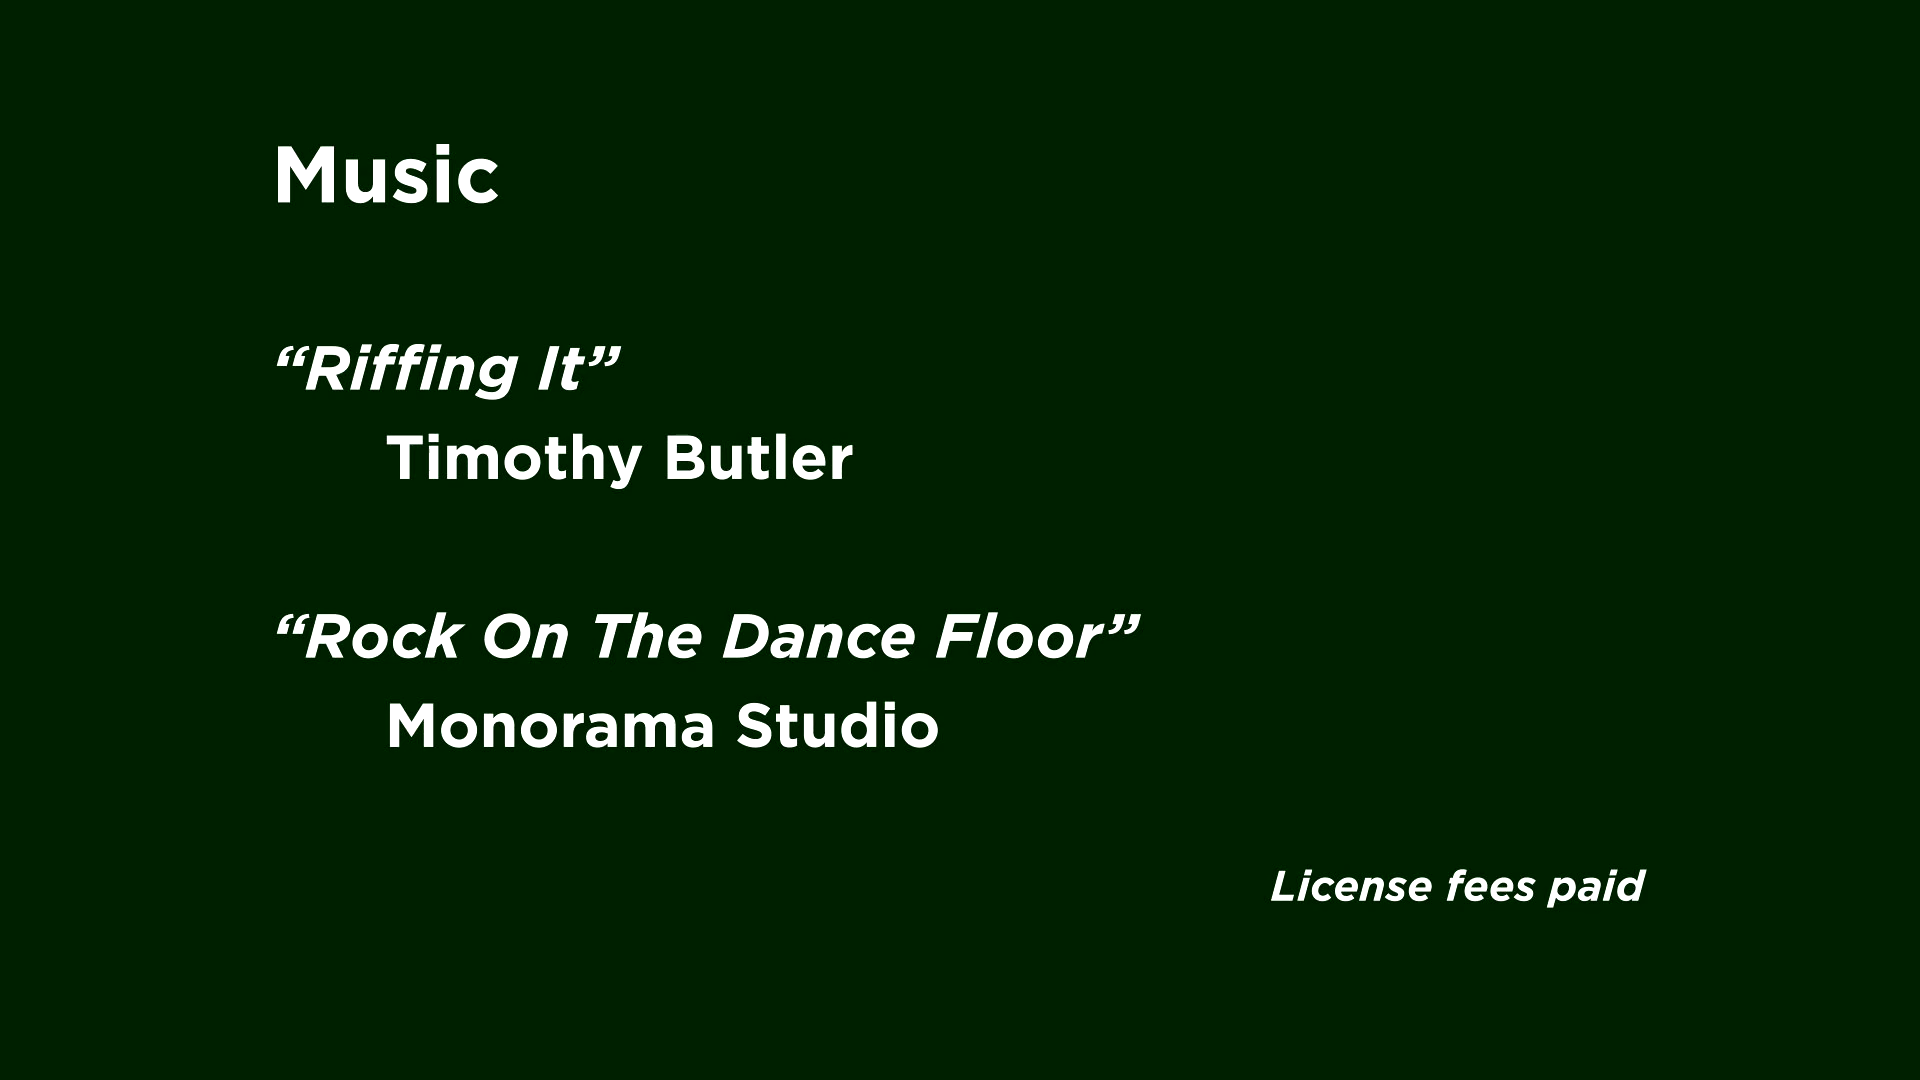 Music
“Riffing It”
Timothy Butler
“Rock On The Dance Floor”
Monorama Studio
License fees paid